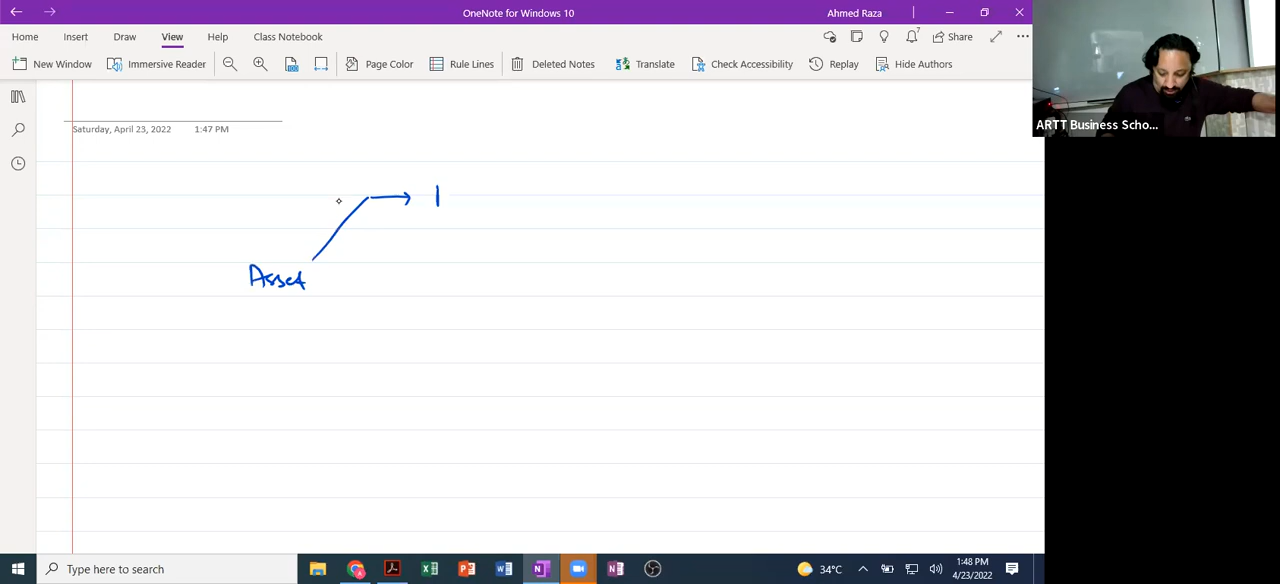 OneNote for Windows 10
Ahmed Raza
Home Insert Draw View Help Class Notebook
7
Share
New Window Immersive Reader 100 Page Color Rule Lines Deleted Notes Translate Check Accessibility Replay Hide Authors
ARTT Business Scho...
Saturday, April 23, 2022 1:47 PM
I
Asset
Type here to search
34°C
1:48 PM
4/23/2022